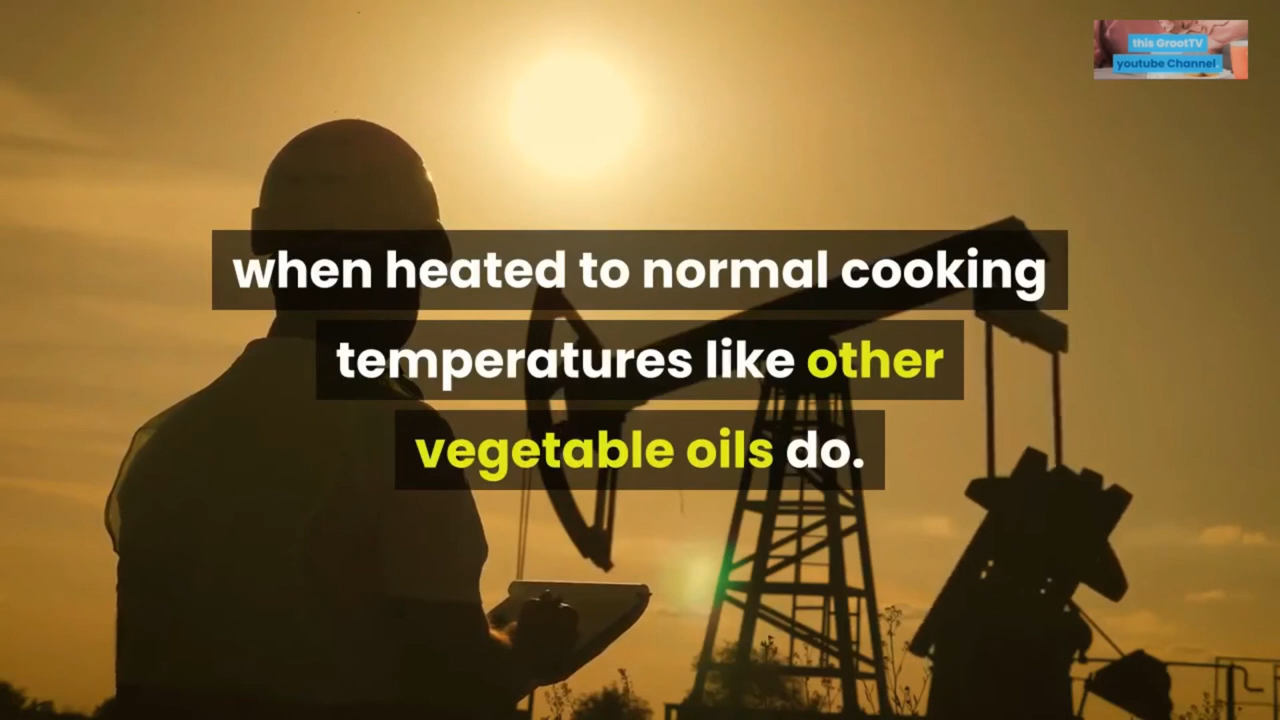 this GrootTV
youtube Channel
when heated to normal cooking
temperatures like other
vegetable oils do.